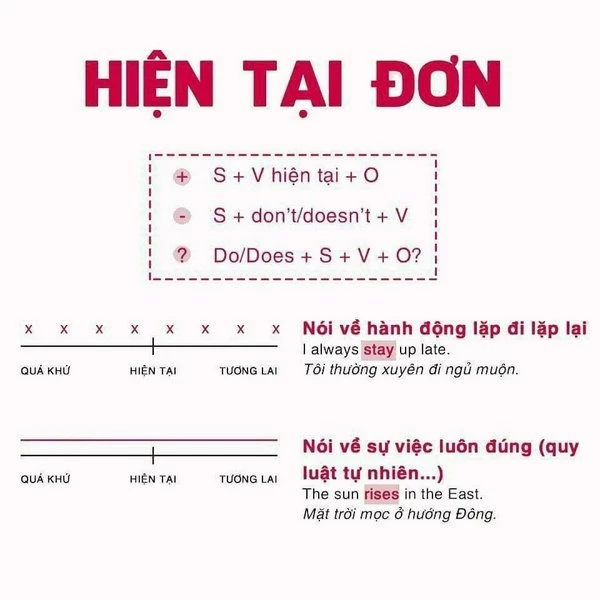 HIỆN TẠI ĐƠN
+ S + V hiện tại + O
- S + don't/doesn't + V
? Do/Does + S + V + O?
x x x x x x x x
QUÁ KHỨ HIỆN TẠI TƯƠNG LAI
Nói về hành động lặp đi lặp lại
I always stay up late.
Tôi thường xuyên đi ngủ muộn.
QUÁ KHỨ HIỆN TẠI TƯƠNG LAI
Nói về sự việc luôn đúng (quy
luật tự nhiên...)
The sun rises in the East.
Mặt trời mọc ở hướng Đông.